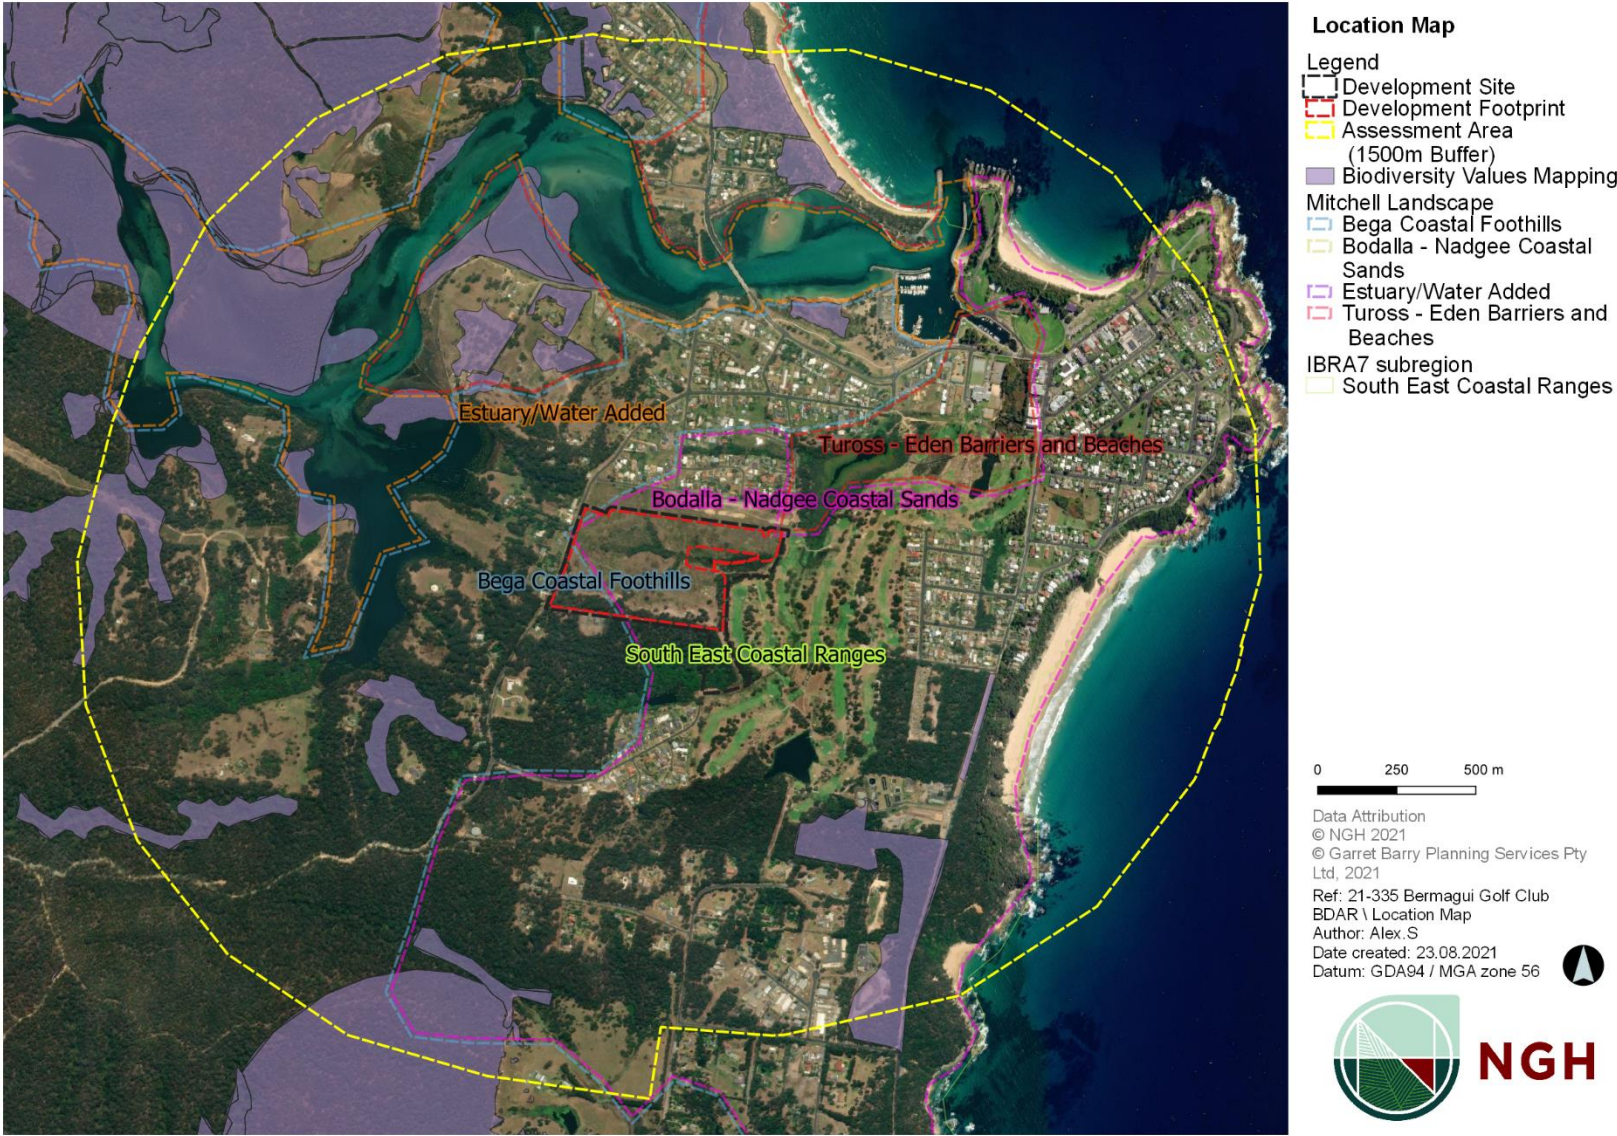 Location Map
Legend
Development Site
Development Footprint
Assessment Area
(1500m Buffer)
Biodiversity Values Mapping
Mitchell Landscape
Bega Coastal Foothills
Bodalla - Nadgee Coastal
Sands
Estuary/Water Added
Tuross - Eden Barriers and
Beaches
IBRA7 subregion
South East Coastal Ranges
Estuary/Water Added
Tuross - Eden Barriers and Beaches
Bodalla - Nadgee Coastal Sands
Bega Coastal Foothills
South East Coastal Ranges
0 250 500 m
Data Attribution
© NGH 2021
© Garret Barry Planning Services Pty
Ltd, 2021
Ref: 21-335 Bermagui Golf Club
BDAR \ Location Map
Author: Alex.S
Date created: 23.08.2021
Datum: GDA94 / MGA zone 56
NGH